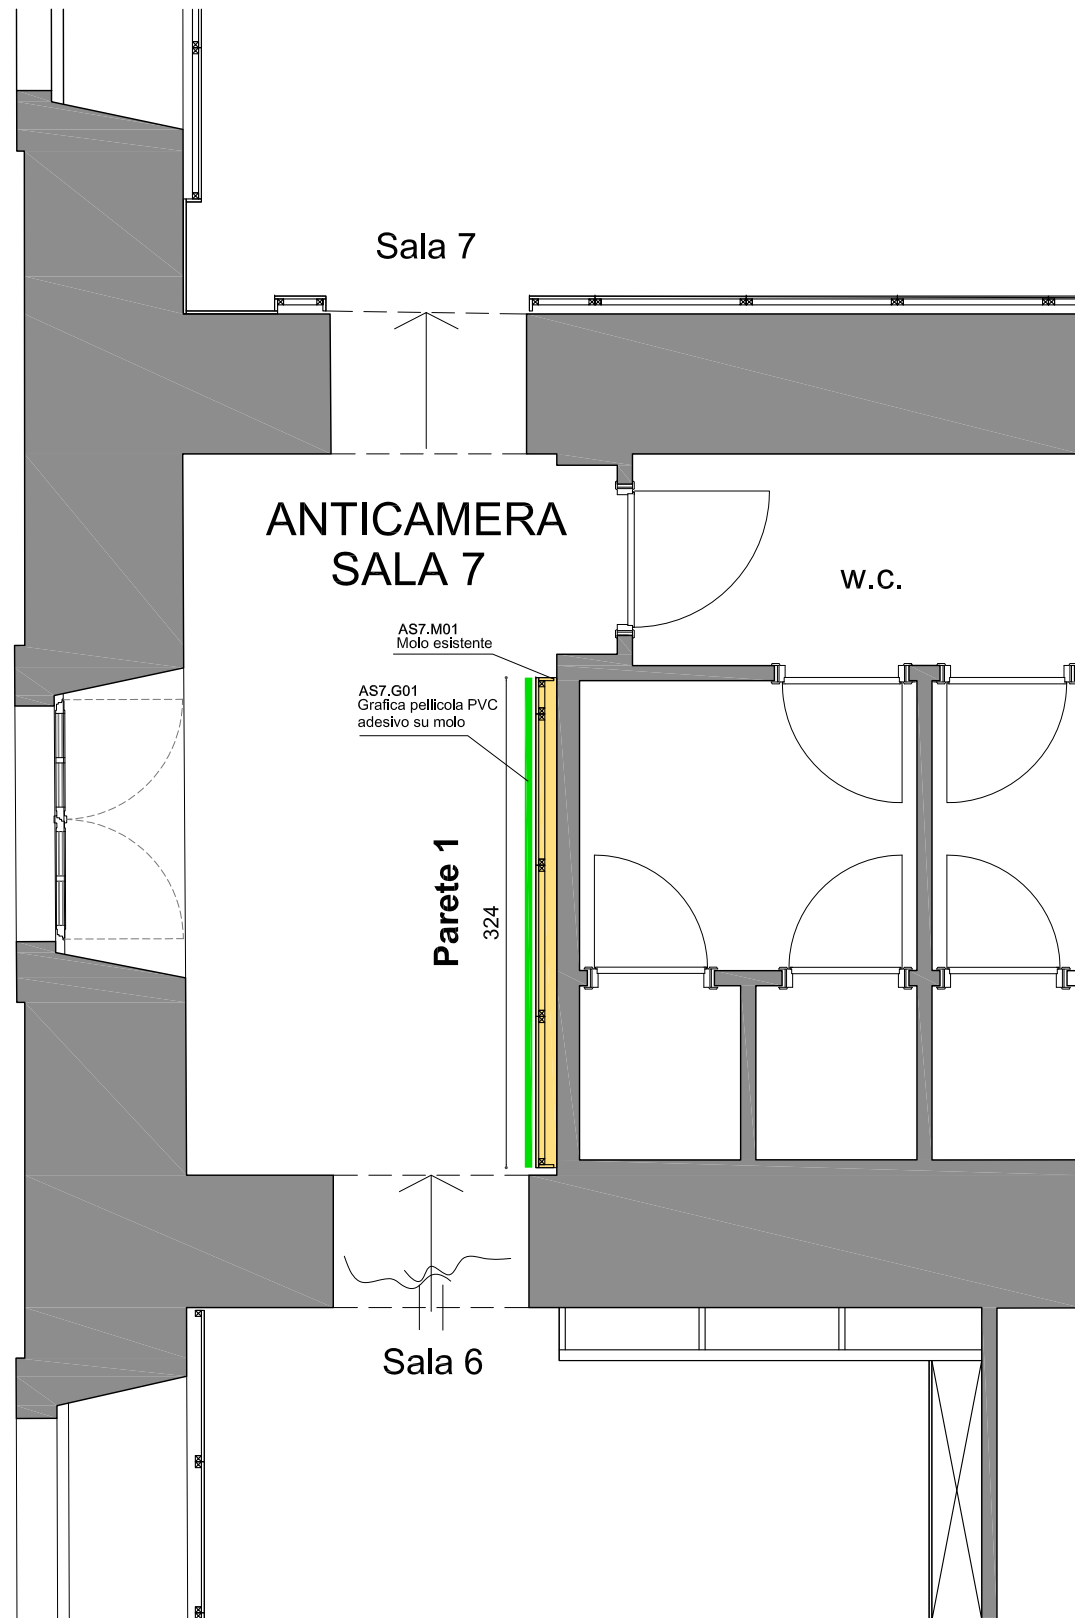 Sala 7
ANTICAMERA
SALA 7
w.c.
AS7.M01
Molo esistente
AS7.G01
Grafica pellicola PVC
adesivo su molo
Parete 1
324
Sala 6